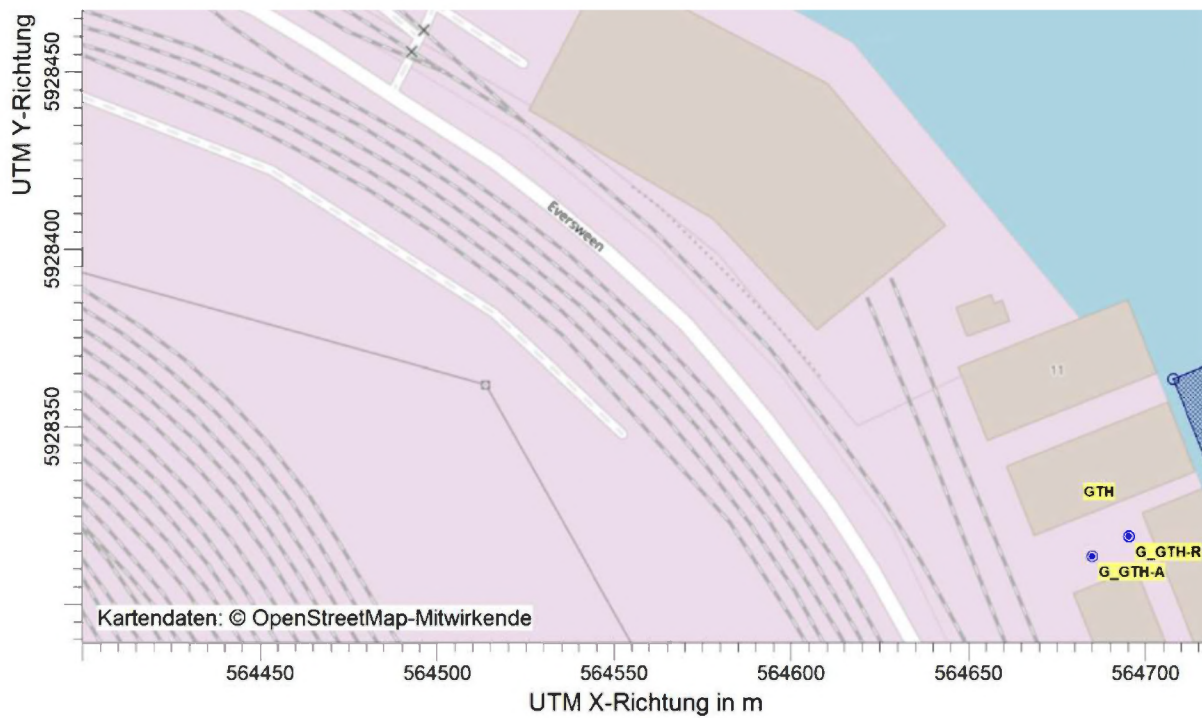 UTM Y-Richtung
5928450
5928400
5928350
Eversween
11
GTH
G_GTH-R
G_GTH-A
Kartendaten: © OpenStreetMap-Mitwirkende
564450
564500
564550
564600
564650
564700
UTM X-Richtung in m